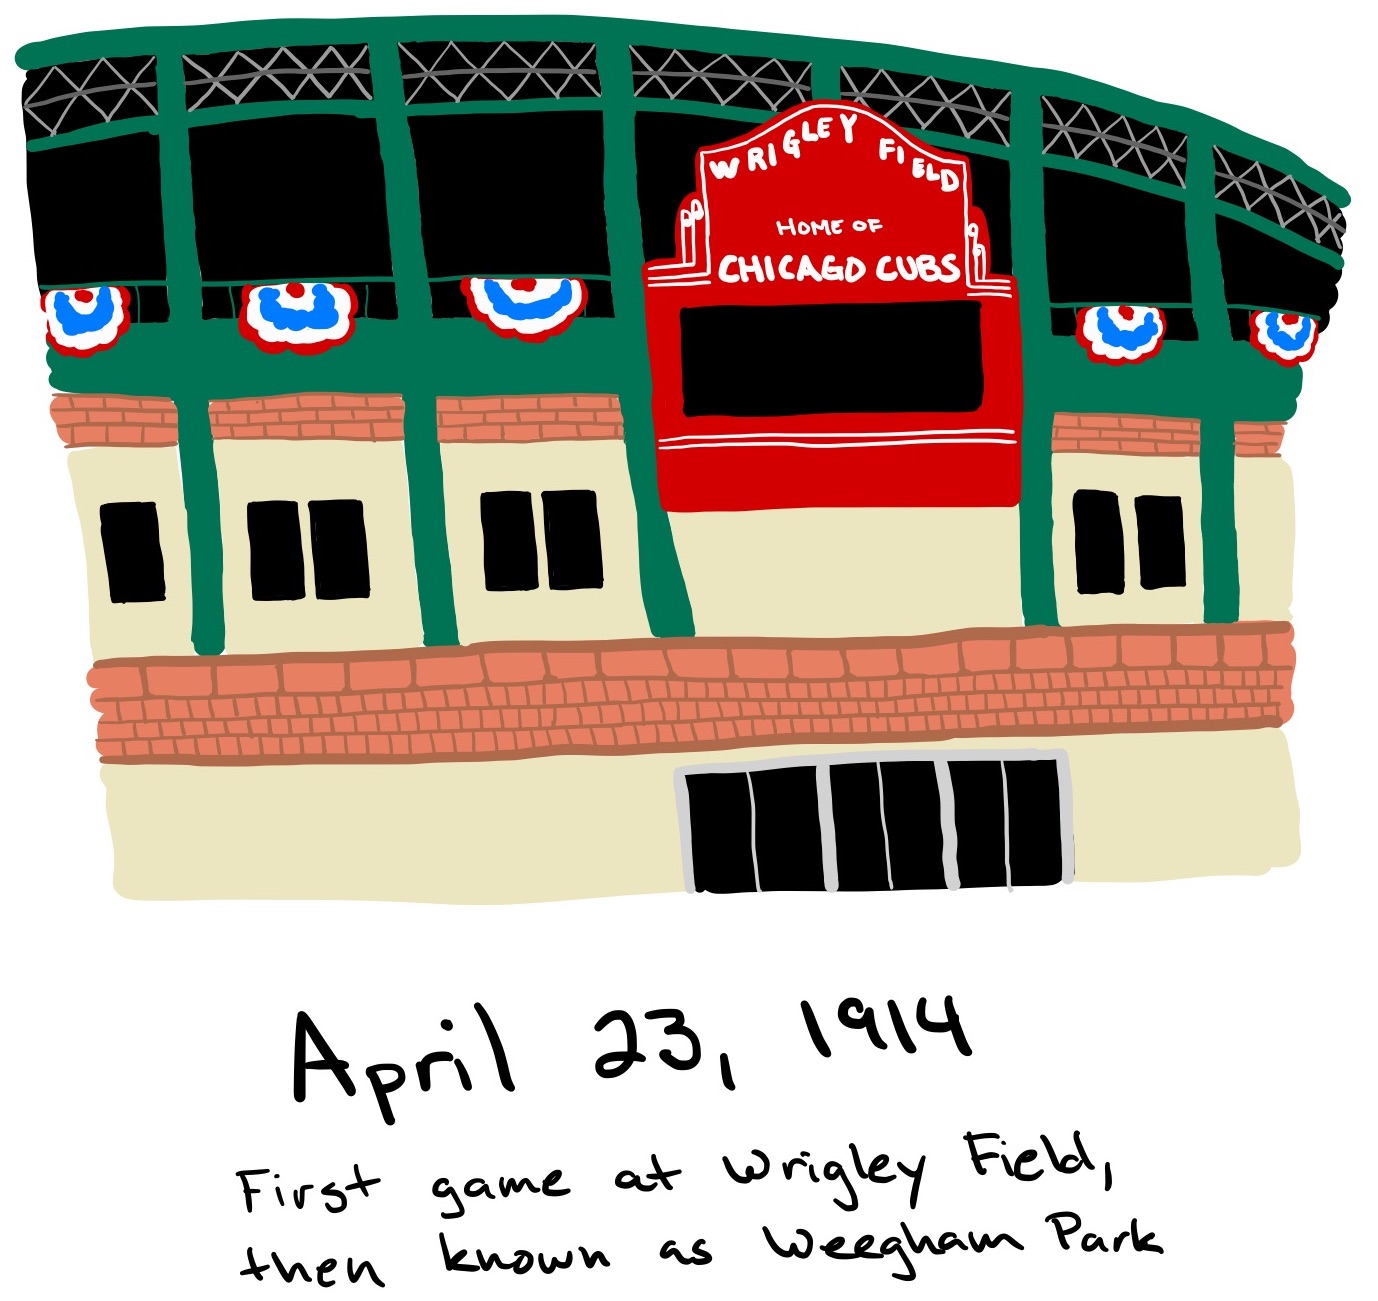 WRIGLEY FIELD
HOME OF
CHICAGO CUBS
April 23, 1914
First game at Wrigley Field,
then known as Weegham Park